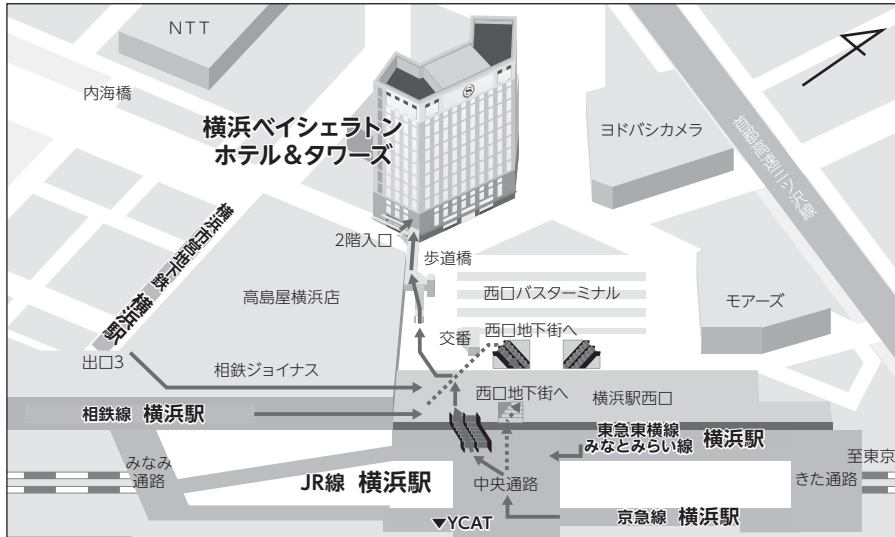 NTT
内海橋
横浜ベイシェラトン
ホテル&タワーズ
ヨドバシカメラ
首都高速三ツ沢線
2階入口
歩道橋
横浜市営地下鉄 横浜駅
高島屋横浜店
西口バスターミナル
モアーズ
交番
西口地下街へ
出口3
相鉄ジョイナス
西口地下街へ
横浜駅西口
相鉄線 横浜駅
東急東横線
みなとみらい線 横浜駅
みなみ
通路
JR線 横浜駅
中央通路
至東京
きた通路
▼YCAT
京急線 横浜駅